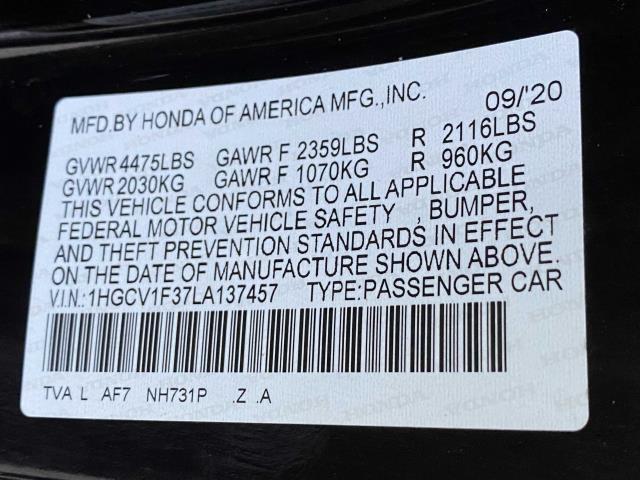 MFD.BY HONDA OF AMERICA MFG.,INC. 09/'20
GVWR 4475LBS GAWR F 2359LBS R 2116LBS
GVWR 2030KG GAWR F 1070KG R 960KG
THIS VEHICLE CONFORMS TO ALL APPLICABLE
FEDERAL MOTOR VEHICLE SAFETY , BUMPER,
AND THEFT PREVENTION STANDARDS IN EFFECT
ON THE DATE OF MANUFACTURE SHOWN ABOVE.
V.I.N.:1HGCV1F37LA137457 TYPE:PASSENGER CAR
TVA L AF7 NH731P .Z .A